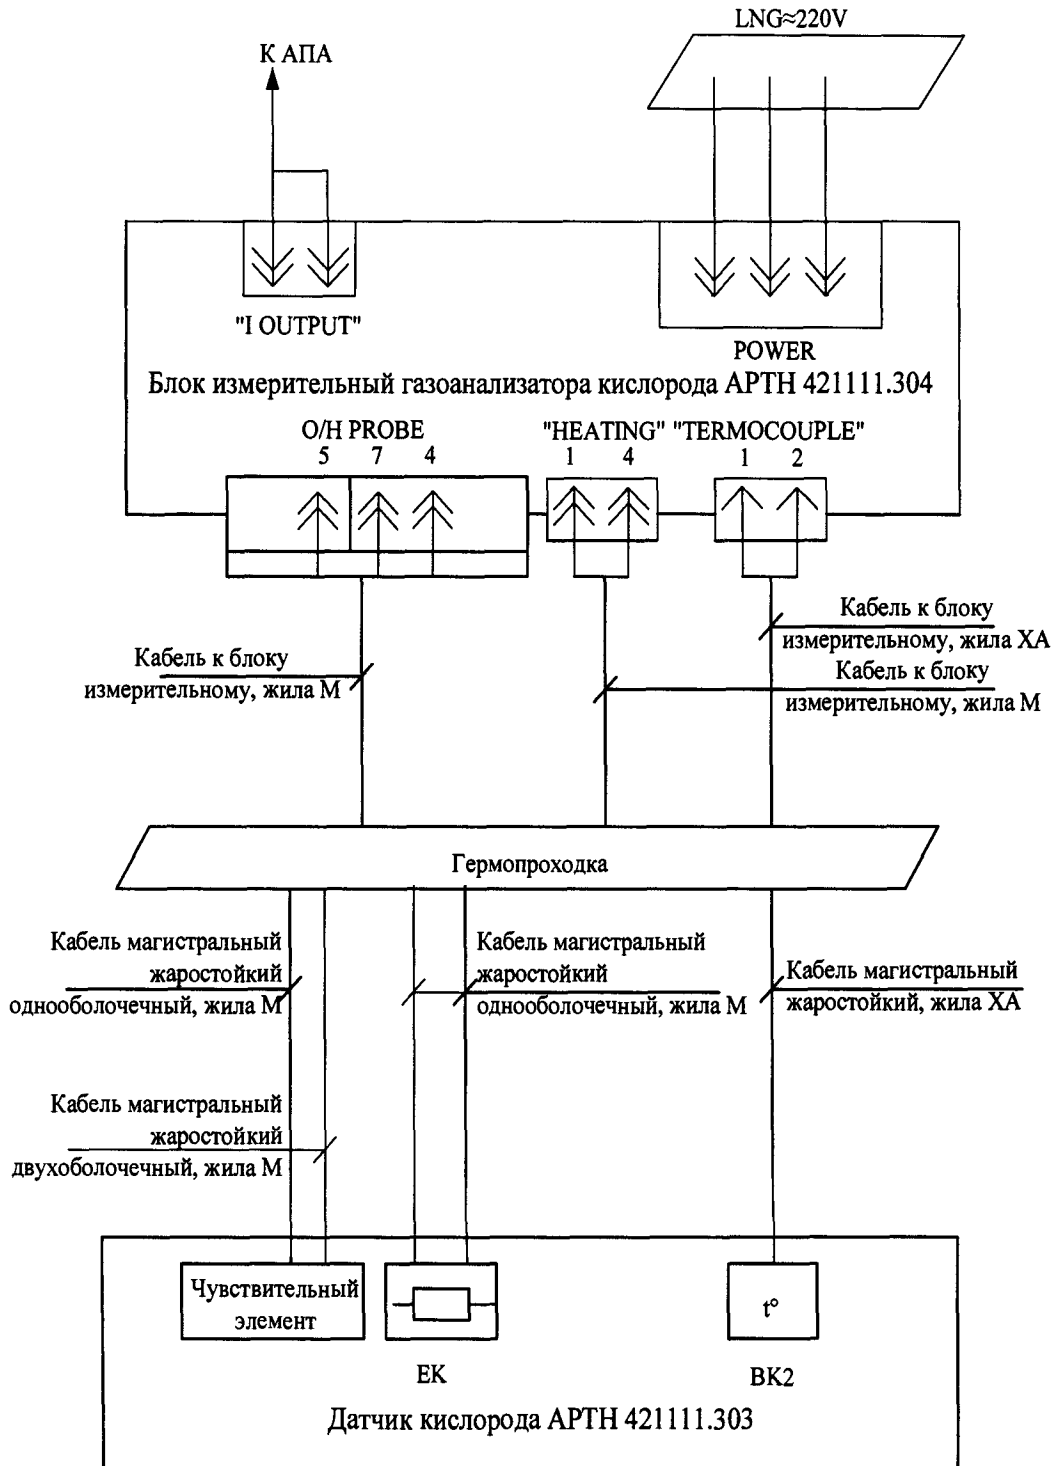 LNG≈220V
К АПА
"I OUTPUT"
POWER
Блок измерительный газоанализатора кислорода АРТН 421111.304
O/H PROBE
"HEATING" "TERMOCOUPLE"
5 7 4
1 4
1 2
Кабель к блоку
измерительному, жила ХА
Кабель к блоку
измерительному, жила М
Кабель к блоку
измерительному, жила М
Гермопроходка
Кабель магистральный
жаростойкий
однооболочечный, жила М
Кабель магистральный
жаростойкий
однооболочечный, жила М
Кабель магистральный
жаростойкий, жила ХА
Кабель магистральный
жаростойкий
двухоболочечный, жила М
Чувствительный
элемент
t°
ЕК
ВК2
Датчик кислорода АРТН 421111.303